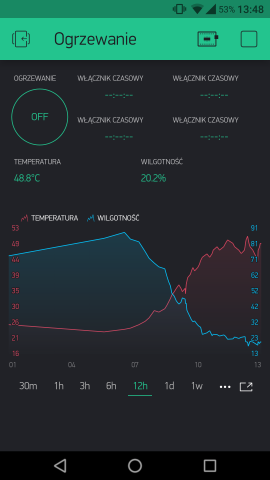 53% 13:48
Ogrzewanie
OGRZEWANIE WŁĄCZNIK CZASOWY WŁĄCZNIK CZASOWY
--:--:-- --:--:--
OFF
WŁĄCZNIK CZASOWY WŁĄCZNIK CZASOWY
--:--:-- --:--:--
TEMPERATURA WILGOTNOŚĆ
48.8°C 20.2%
TEMPERATURA WILGOTNOŚĆ
53 91
49 81
44 71
39 62
35 52
30 42
26 32
21 23
16 13
01 04 07 10 13
30m 1h 3h 6h 12h 1d 1w •••